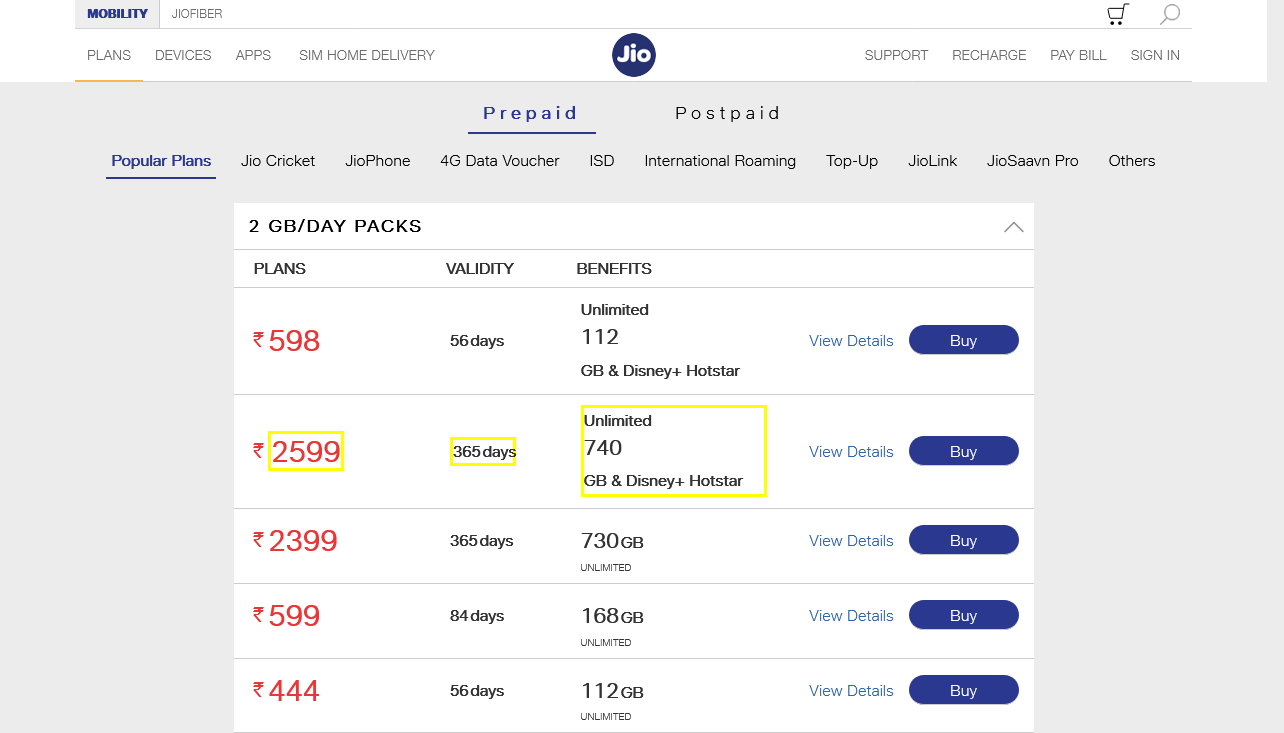 MOBILITY JIOFIBER
PLANS DEVICES APPS SIM HOME DELIVERY Jio SUPPORT RECHARGE PAY BILL SIGN IN
Prepaid Postpaid
Popular Plans Jio Cricket JioPhone 4G Data Voucher ISD International Roaming Top-Up JioLink JioSaavn Pro Others
2 GB/DAY PACKS
PLANS VALIDITY BENEFITS
Unlimited
₹ 598 56 days 112 View Details Buy
GB & Disney+ Hotstar
Unlimited
₹ 2599 365 days 740 View Details Buy
GB & Disney+ Hotstar
₹ 2399 365 days 730 GB View Details Buy
UNLIMITED
₹ 599 84 days 168 GB View Details Buy
UNLIMITED
₹ 444 56 days 112 GB View Details Buy
UNLIMITED